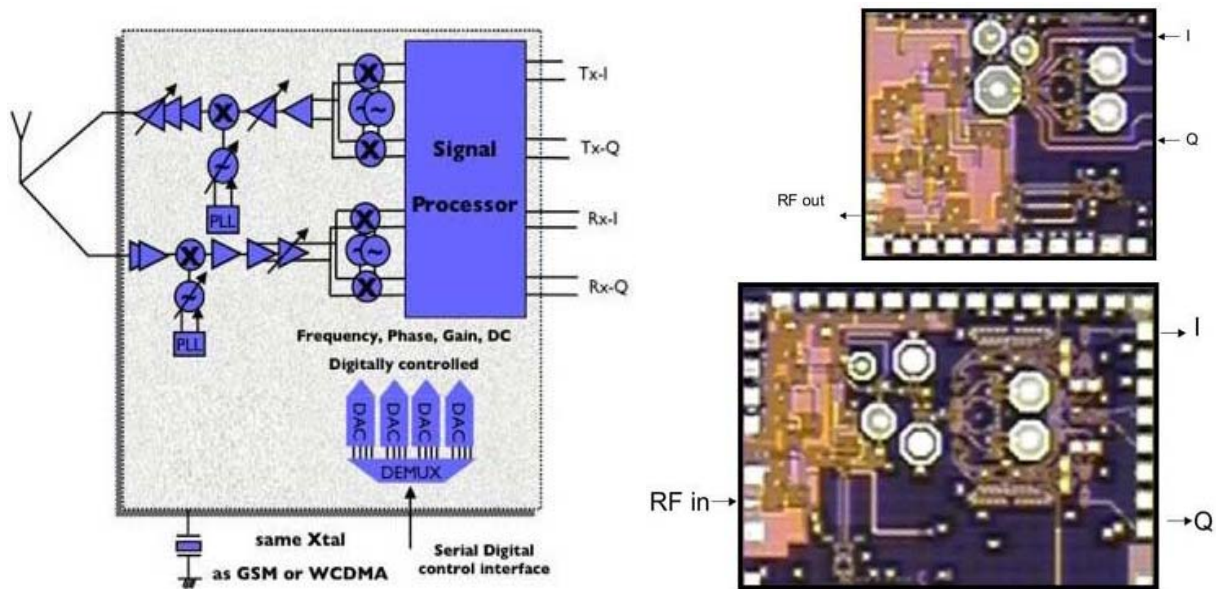 Tx-I
Tx-Q
Rx-I
Rx-Q
Signal
Processor
X
X
X
X
X
X
~
~
~
~
~
~
PLL
PLL
Frequency, Phase, Gain, DC
Digitally controlled
DAC
DAC
DAC
DAC
DEMUX
same Xtal
as GSM or WCDMA
Serial Digital
control interface
I
Q
RF out
I
RF in
Q